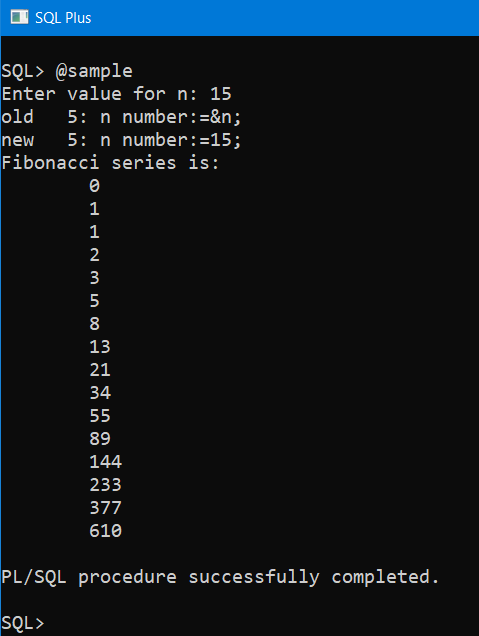 SQL Plus
SQL> @sample
Enter value for n: 15
old   5: n number:=&n;
new   5: n number:=15;
Fibonacci series is:
0
1
1
2
3
5
8
13
21
34
55
89
144
233
377
610
PL/SQL procedure successfully completed.
SQL>